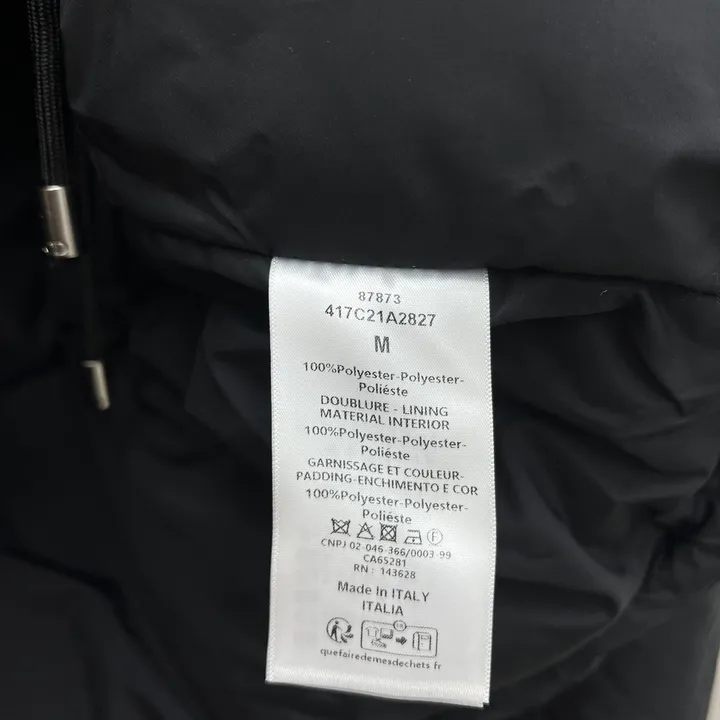 87873
417C21A2827
M
100%Polyester-Polyester-
Poliéste
DOUBLURE - LINING
MATERIAL INTERIOR
100%Polyester-Polyester-
Poliéste
GARNISSAGE ET COULEUR-
PADDING-ENCHIMENTO E COR
100%Polyester-Polyester-
Poliéste
F
CNPJ 02-046-366/0003-99
CA65281
RN : 143628
Made In ITALY
ITALIA
quefairedemesdechets.fr